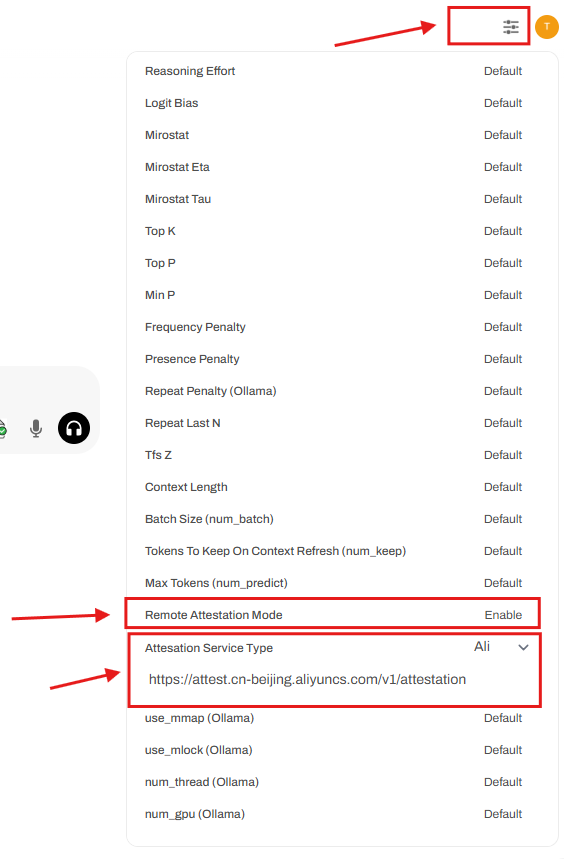 T
Reasoning Effort Default
Logit Bias Default
Mirostat Default
Mirostat Eta Default
Mirostat Tau Default
Top K Default
Top P Default
Min P Default
Frequency Penalty Default
Presence Penalty Default
Repeat Penalty (Ollama) Default
Repeat Last N Default
Tfs Z Default
Context Length Default
Batch Size (num_batch) Default
Tokens To Keep On Context Refresh (num_keep) Default
Max Tokens (num_predict) Default
Remote Attestation Mode Enable
Attesation Service Type Ali
https://attest.cn-beijing.aliyuncs.com/v1/attestation
use_mmap (Ollama) Default
use_mlock (Ollama) Default
num_thread (Ollama) Default
num_gpu (Ollama) Default